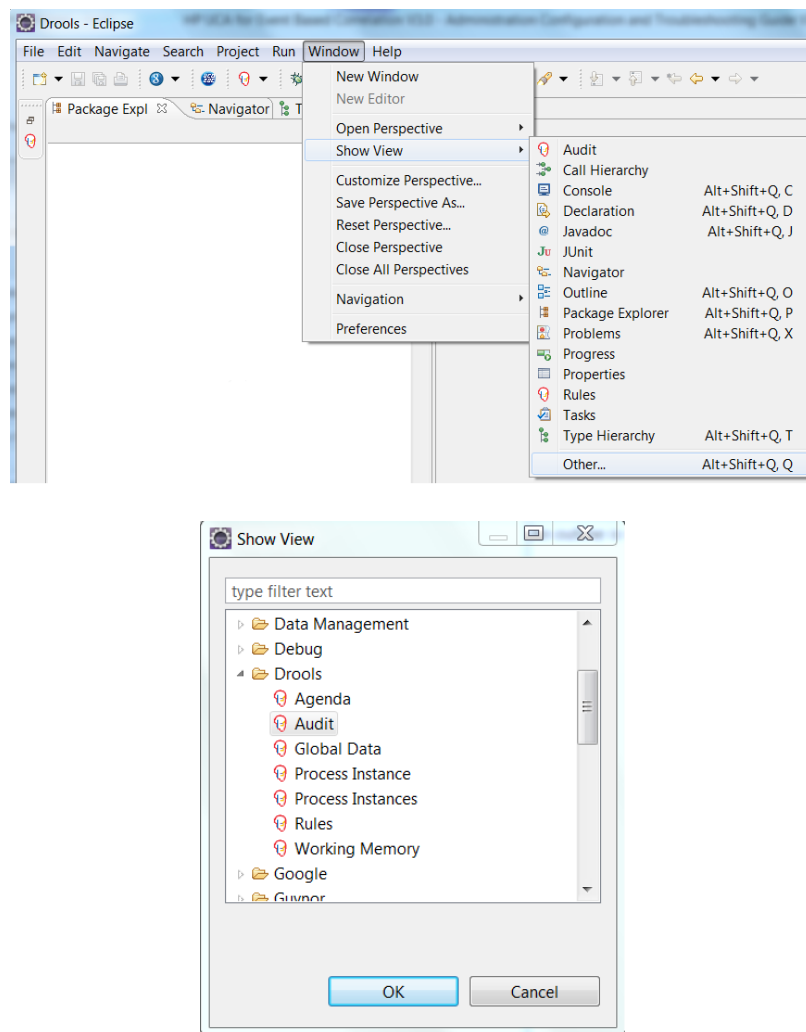 Drools - Eclipse
File Edit Navigate Search Project Run Window Help
Package Expl Navigator T
New Window
New Editor
Open Perspective
Show View
Customize Perspective...
Save Perspective As...
Reset Perspective...
Close Perspective
Close All Perspectives
Navigation
Preferences
Audit
Call Hierarchy
Console Alt+Shift+Q, C
Declaration Alt+Shift+Q, D
Javadoc Alt+Shift+Q, J
JUnit
Navigator
Outline Alt+Shift+Q, O
Package Explorer Alt+Shift+Q, P
Problems Alt+Shift+Q, X
Progress
Properties
Rules
Tasks
Type Hierarchy Alt+Shift+Q, T
Other... Alt+Shift+Q, Q
Show View
type filter text
Data Management
Debug
Drools
Agenda
Audit
Global Data
Process Instance
Process Instances
Rules
Working Memory
Google
Guvnor
OK Cancel